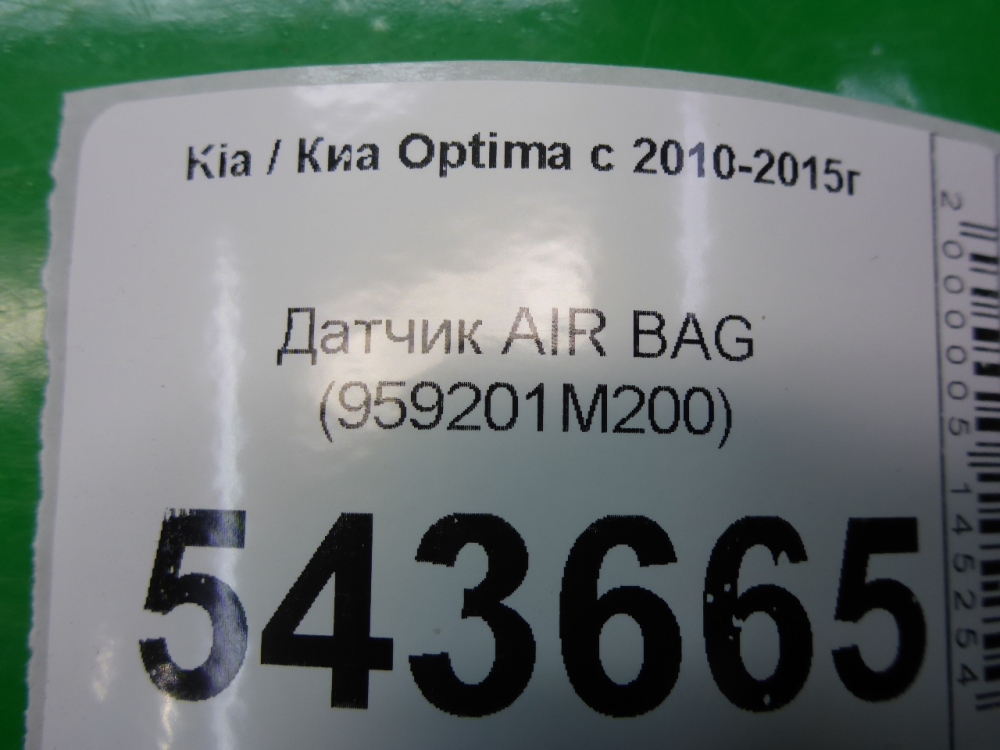 Kia / Киа Optima с 2010-2015г
Датчик AIR BAG
(959201M200)
543665
2000005145254